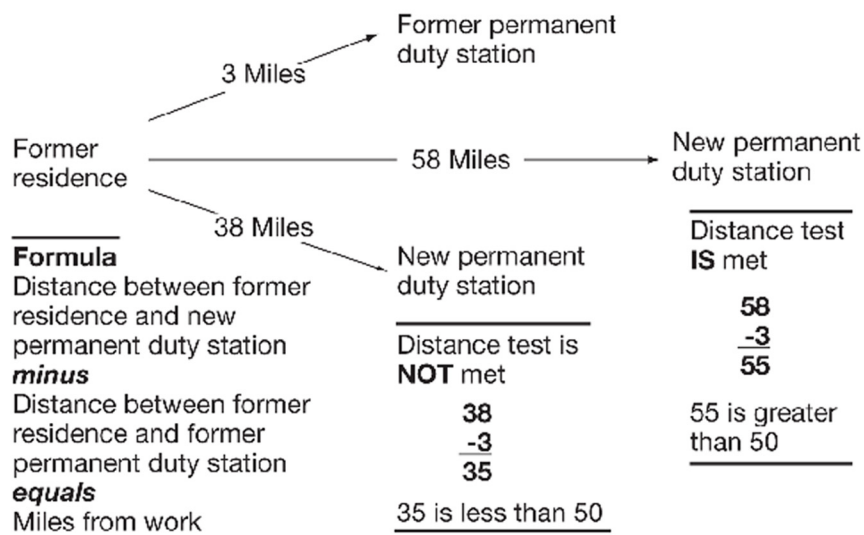 Former permanent
duty station
3 Miles
Former
residence
58 Miles
New permanent
duty station
38 Miles
New permanent
duty station
Formula
Distance between former
residence and new
permanent duty station
minus
Distance between former
residence and former
permanent duty station
equals
Miles from work
Distance test is
NOT met
38
-3
35
35 is less than 50
Distance test
IS met
58
-3
55
55 is greater
than 50